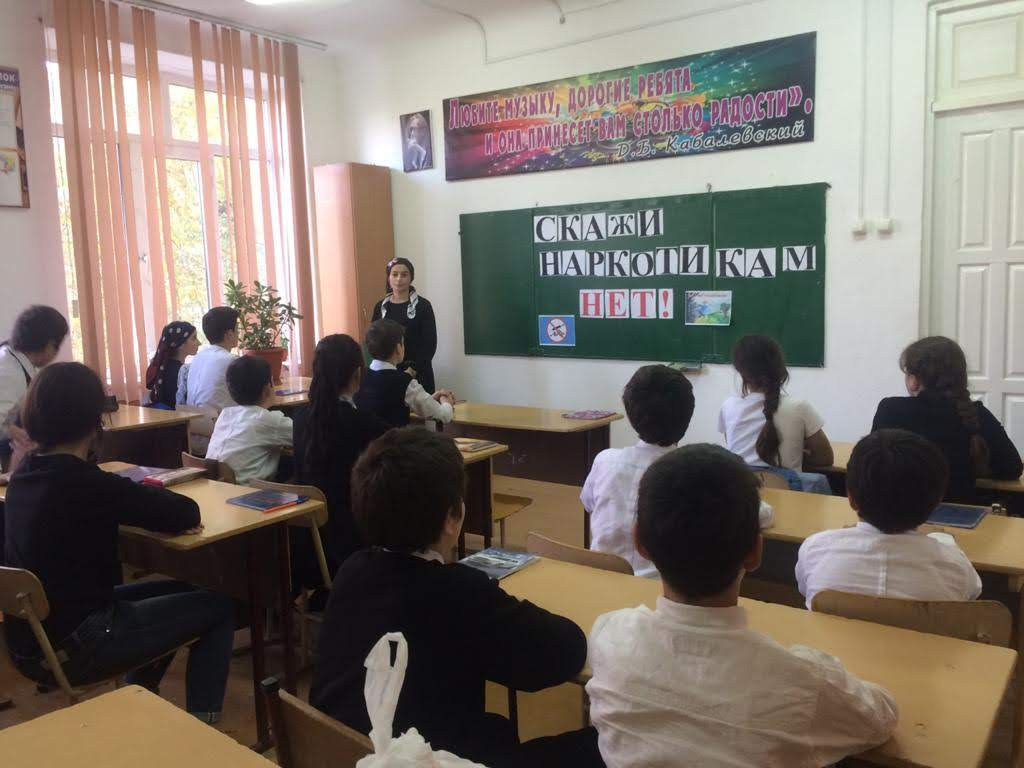 ЛЮБИТЕ МУЗЫКУ, ДОРОГИЕ РЕБЯТА
И ОНА ПРИНЕСЕТ ВАМ СТОЛЬКО РАДОСТИ».
Д.Б. Кабалевский
СКАЖИ
НАРКОТИКАМ
НЕТ!